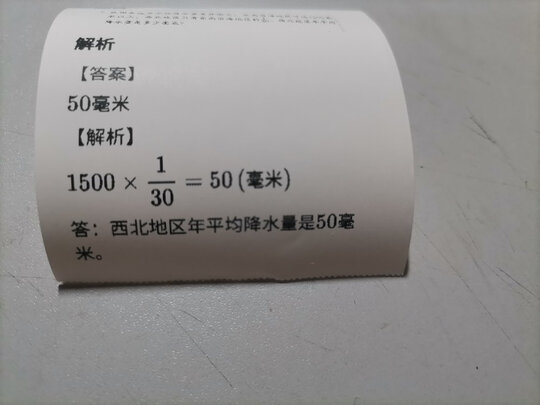 解析
【答案】
50毫米
【解析】
1500 × 1/30 = 50 (毫米)
答：西北地区年平均降水量是50毫
米。